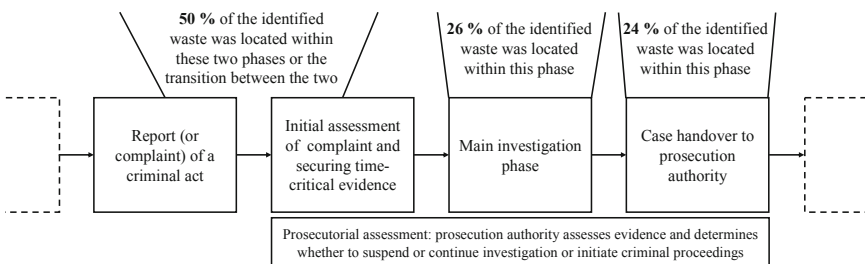 50 % of the identified
waste was located within
these two phases or the
transition between the two
26 % of the identified
waste was located
within this phase
24 % of the identified
waste was located
within this phase
Report (or
complaint) of a
criminal act
Initial assessment
of complaint and
securing time-
critical evidence
Main investigation
phase
Case handover to
prosecution
authority
Prosecutorial assessment: prosecution authority assesses evidence and determines
whether to suspend or continue investigation or initiate criminal proceedings